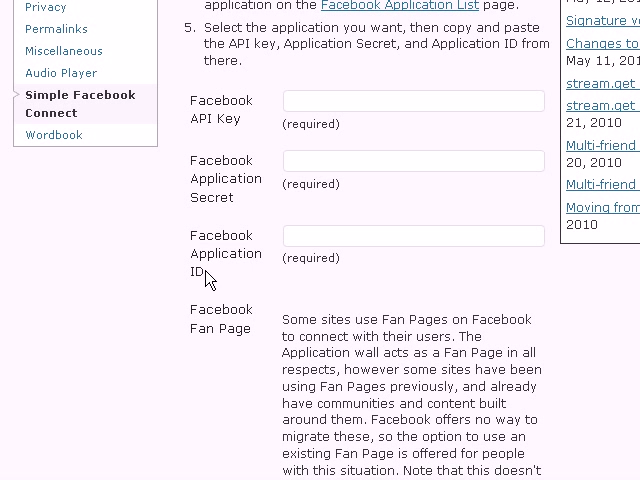 Privacy
Permalinks
Miscellaneous
Audio Player
Simple Facebook
Connect
Wordbook
application on the Facebook Application List page.
5. Select the application you want, then copy and paste
the API key, Application Secret, and Application ID from
there.
Facebook
API Key
(required)
Facebook
Application
Secret
(required)
Facebook
Application
ID
(required)
Facebook
Fan Page
Some sites use Fan Pages on Facebook
to connect with their users. The
Application wall acts as a Fan Page in all
respects, however some sites have been
using Fan Pages previously, and already
have communities and content built
around them. Facebook offers no way to
migrate these, so the option to use an
existing Fan Page is offered for people
with this situation. Note that this doesn't
Signature
Changes to
May 11, 201
stream.get
stream.get
21, 2010
Multi-friend
20, 2010
Multi-friend
Moving from
2010